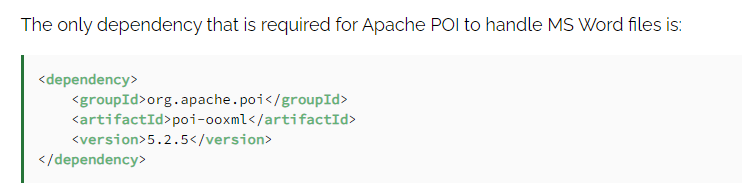 The only dependency that is required for Apache POI to handle MS Word files is:
<dependency>
    <groupId>org.apache.poi</groupId>
    <artifactId>poi-ooxml</artifactId>
    <version>5.2.5</version>
</dependency>